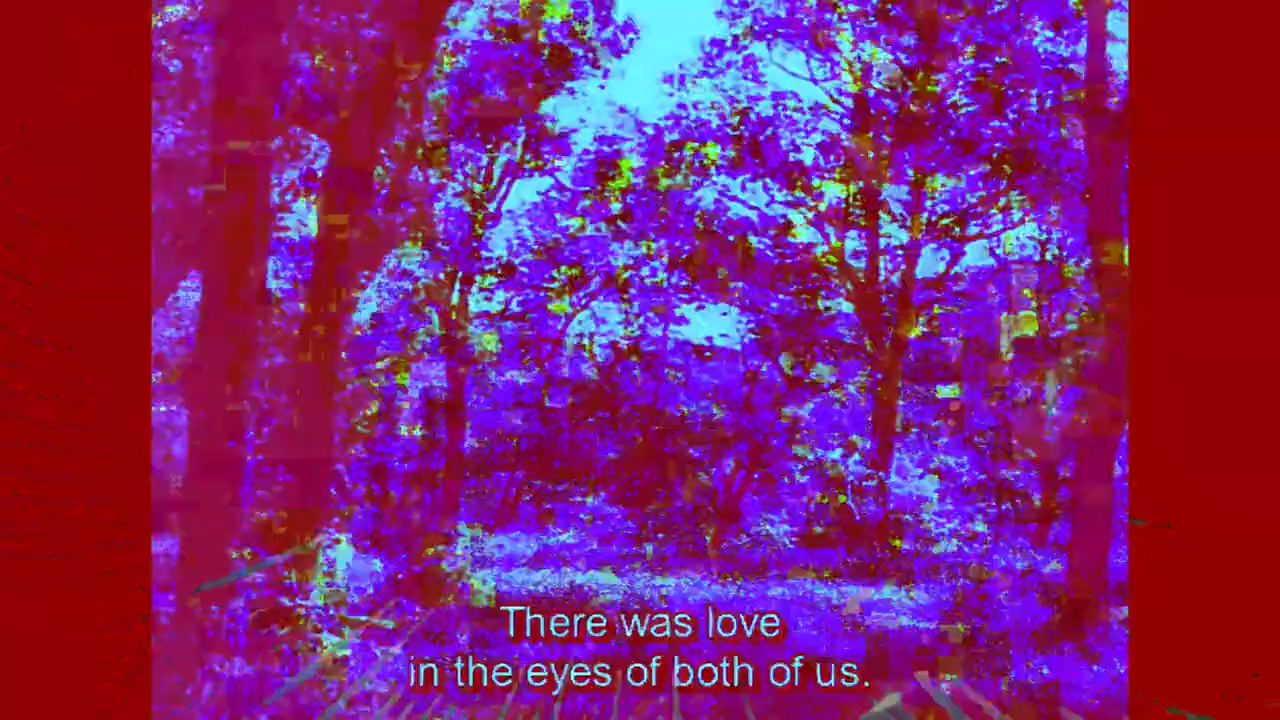 There was love
in the eyes of both of us.